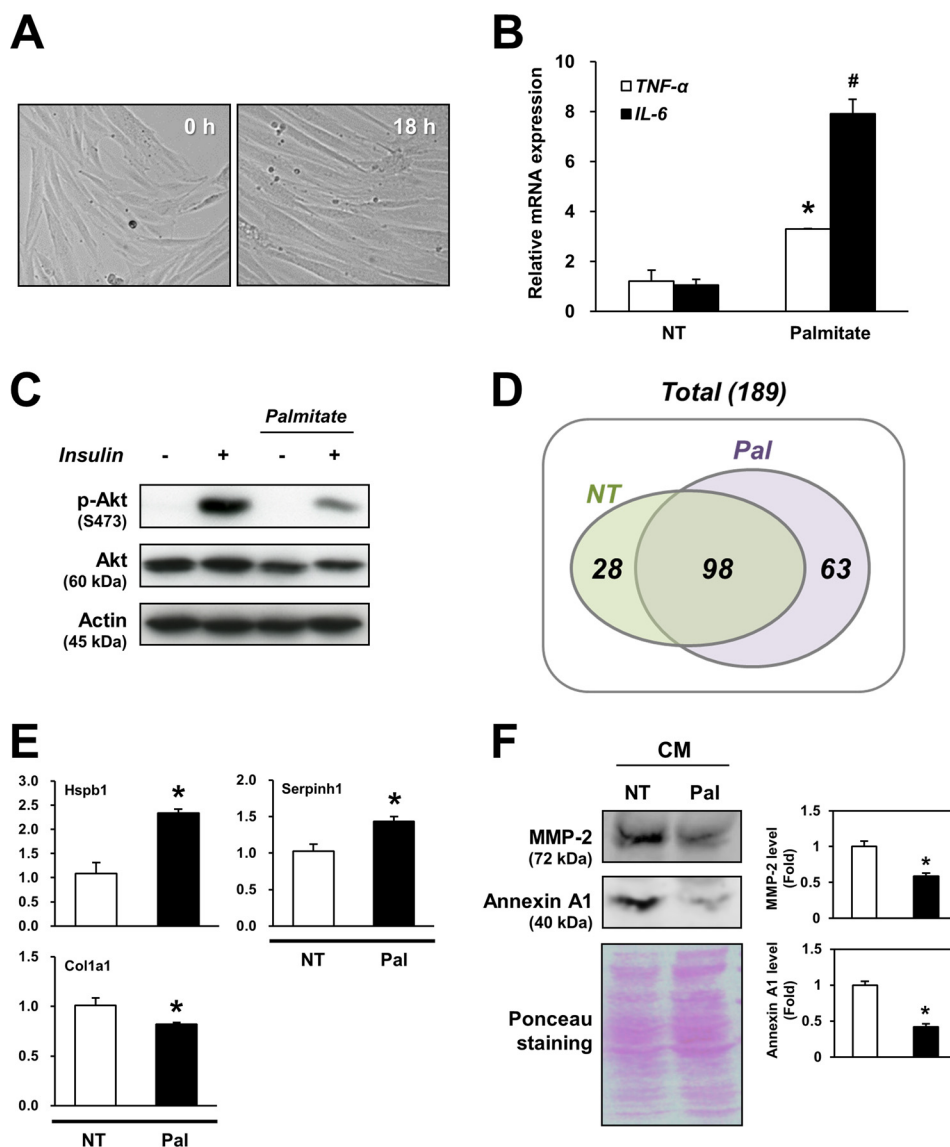 A
0 h
18 h
B
Relative mRNA expression
10
8
6
4
2
0
TNF-α
IL-6
*
#
NT
Palmitate
C
Palmitate
Insulin - + - +
p-Akt
(S473)
Akt
(60 kDa)
Actin
(45 kDa)
D
Total (189)
Pal
NT
28
98
63
E
Hspb1
3.0
2.5
2.0
1.5
1.0
0.5
0.0
*
Serpinh1
2.0
1.5
1.0
0.5
0.0
*
NT Pal
Col1a1
1.5
1.0
0.5
0.0
*
NT Pal
F
CM
NT Pal
MMP-2
(72 kDa)
Annexin A1
(40 kDa)
Ponceau
staining
MMP-2 level
(Fold)
1.5
1
0.5
0
*
Annexin A1 level
(Fold)
1.5
1
0.5
0
*